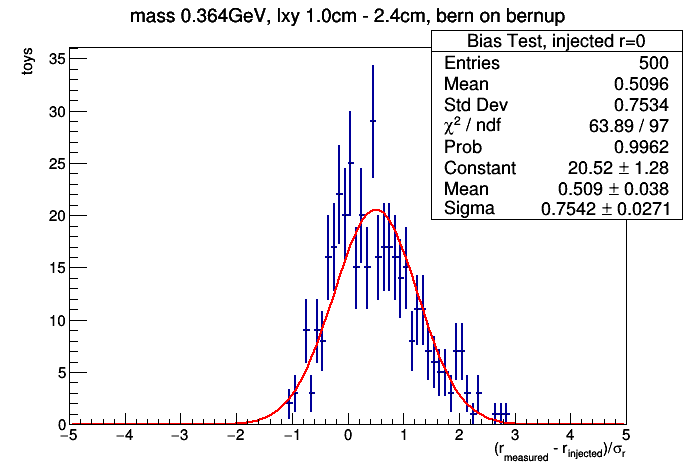 mass 0.364GeV, lxy 1.0cm - 2.4cm, bern on bernup
Bias Test, injected r=0
Entries 500
Mean 0.5096
Std Dev 0.7534
χ² / ndf 63.89 / 97
Prob 0.9962
Constant 20.52 ± 1.28
Mean 0.509 ± 0.038
Sigma 0.7542 ± 0.0271
toys
35
30
25
20
15
10
5
0
−5 −4 −3 −2 −1 0 1 2 3 4 5
(r_measured - r_injected)/σ_r